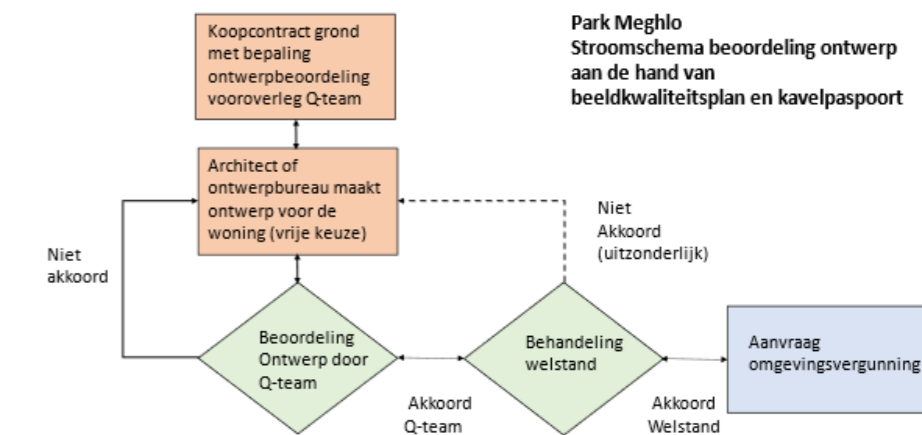 Park Meghlo
Stroomschema beoordeling ontwerp
aan de hand van
beeldkwaliteitsplan en kavelpaspoort
Koopcontract grond
met bepaling
ontwerpbeoordeling
vooroverleg Q-team
Architect of
ontwerpbureau maakt
ontwerp voor de
woning (vrije keuze)
Niet
akkoord
Niet
Akkoord
(uitzonderlijk)
Beoordeling
Ontwerp door
Q-team
Akkoord
Q-team
Behandeling
welstand
Akkoord
Welstand
Aanvraag
omgevingsvergunning